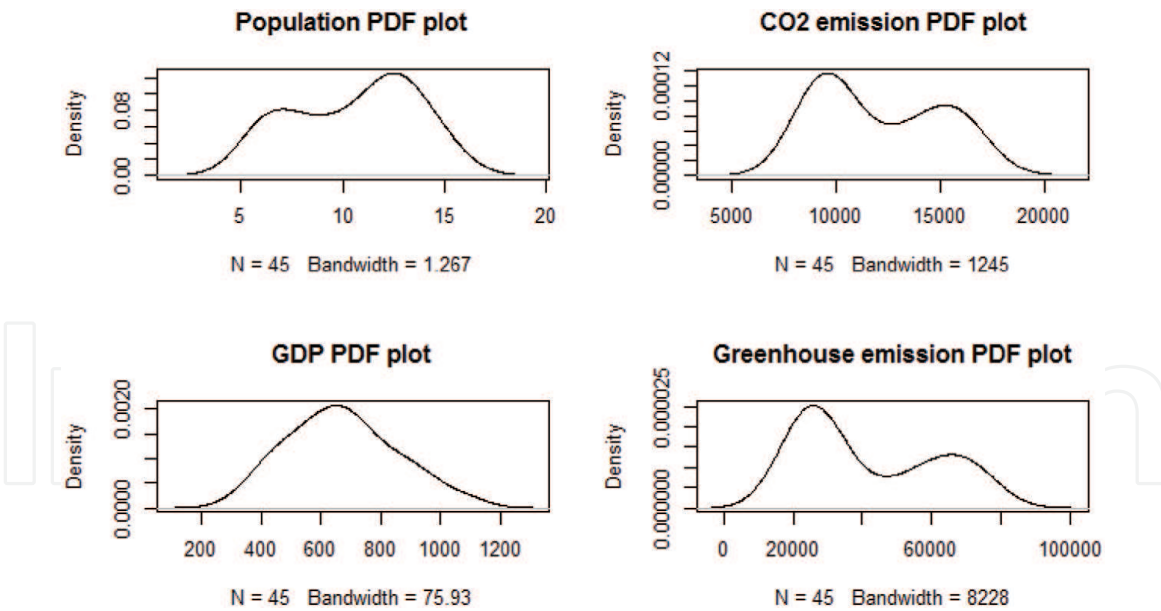 Population PDF plot
Density
0.00 0.08
5 10 15 20
N = 45 Bandwidth = 1.267
CO2 emission PDF plot
Density
0.00000 0.00012
5000 10000 15000 20000
N = 45 Bandwidth = 1245
GDP PDF plot
Density
0.0000 0.0020
200 400 600 800 1000 1200
N = 45 Bandwidth = 75.93
Greenhouse emission PDF plot
Density
0.0000000 0.0000025
0 20000 60000 100000
N = 45 Bandwidth = 8228